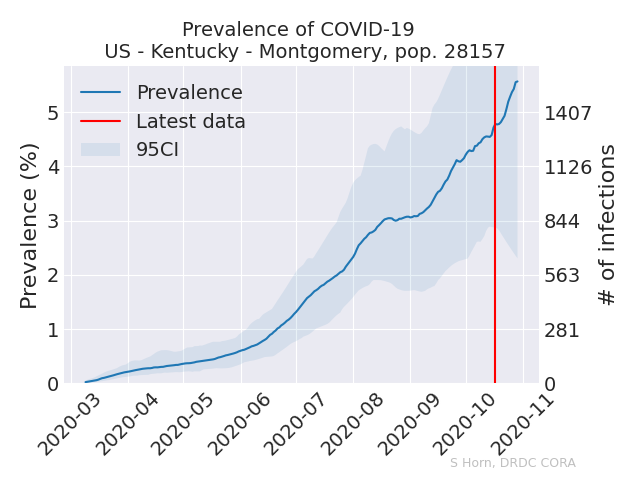 Prevalence of COVID-19
US - Kentucky - Montgomery, pop. 28157
Prevalence
Latest data
95CI
Prevalence (%)
5
4
3
2
1
0
1407
1126
844
563
281
0
# of infections
2020-03
2020-04
2020-05
2020-06
2020-07
2020-08
2020-09
2020-10
2020-11
S Horn, DRDC CORA